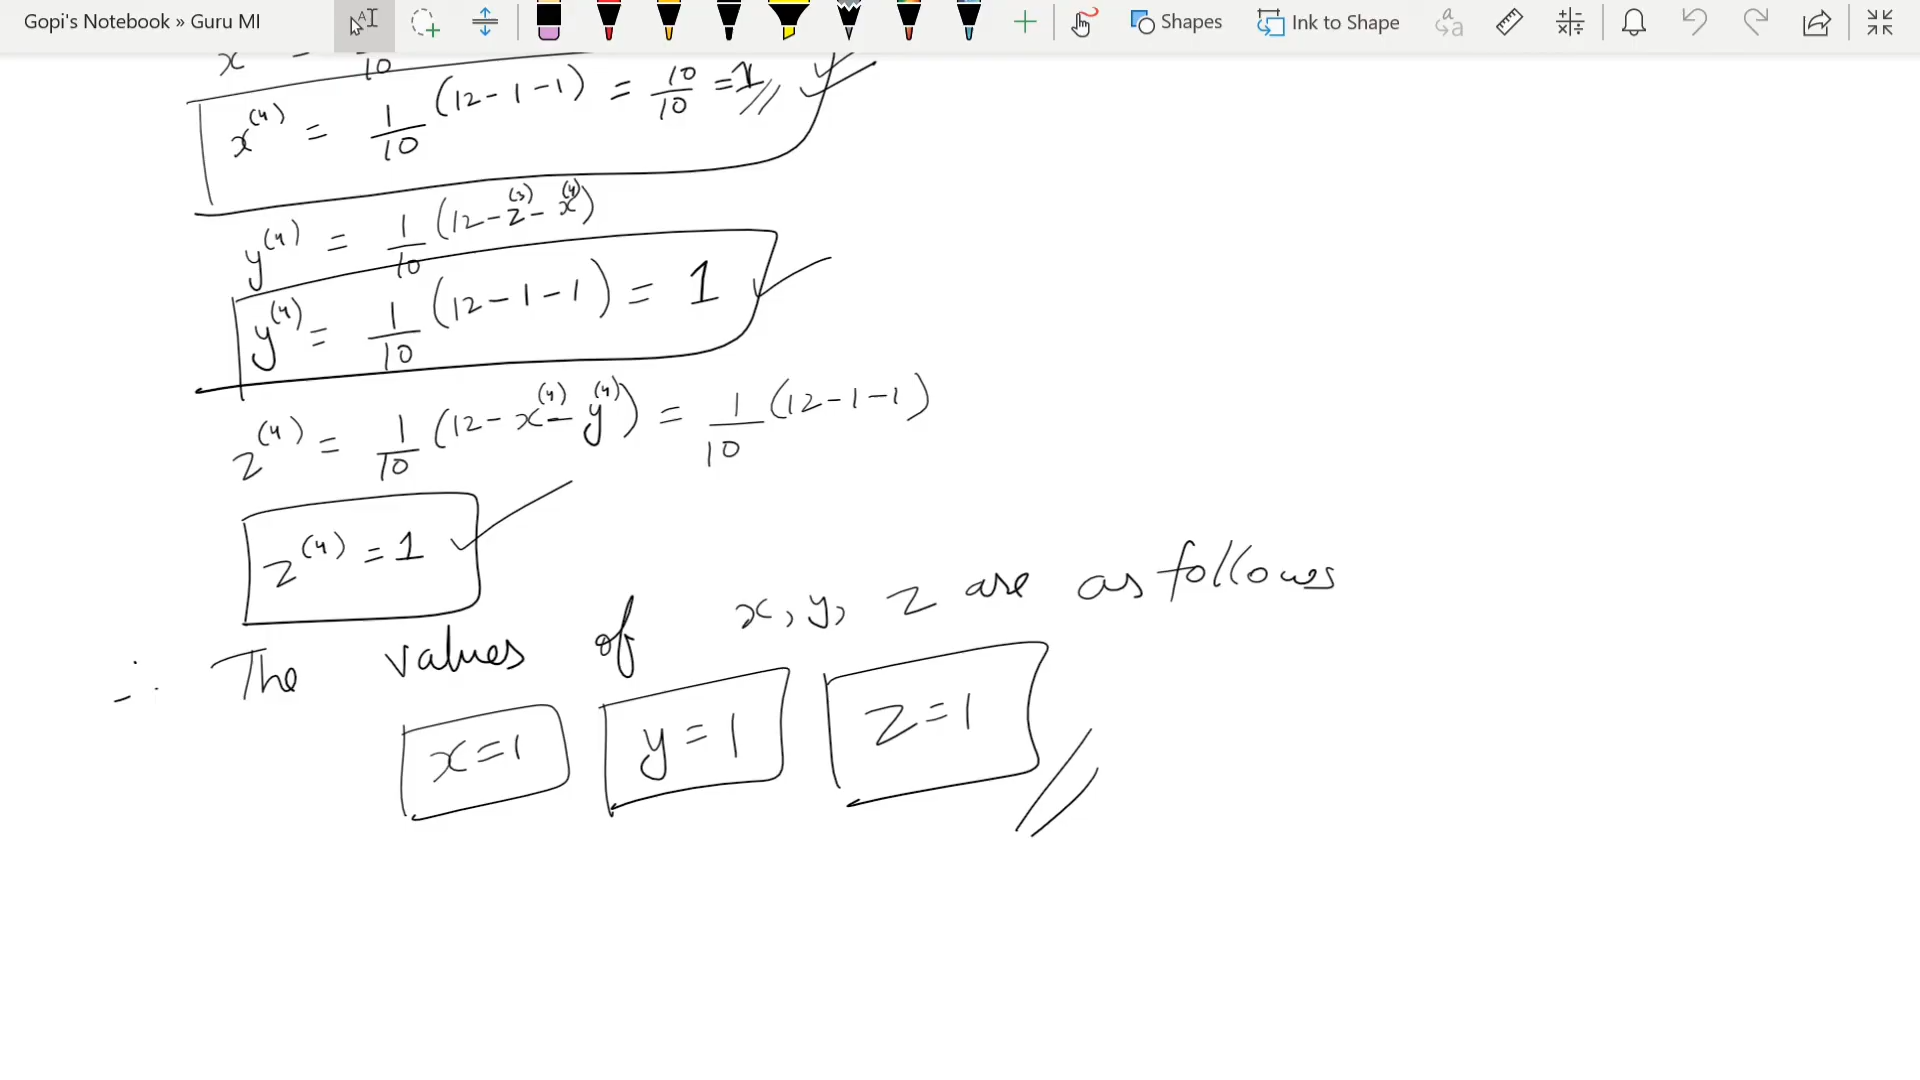 Gopi's Notebook » Guru MI
Shapes
Ink to Shape
x = 10
x^(4) = 1/10 (12-1-1) = 10/10 = 1
y^(4) = 1/10 (12-z^(3)-x^(4))
y^(4) = 1/10 (12-1-1) = 1
z^(4) = 1/10 (12-x^(4)-y^(4)) = 1/10 (12-1-1)
z^(4) = 1
∴ The values of x, y, z are as follows
x=1 y=1 z=1